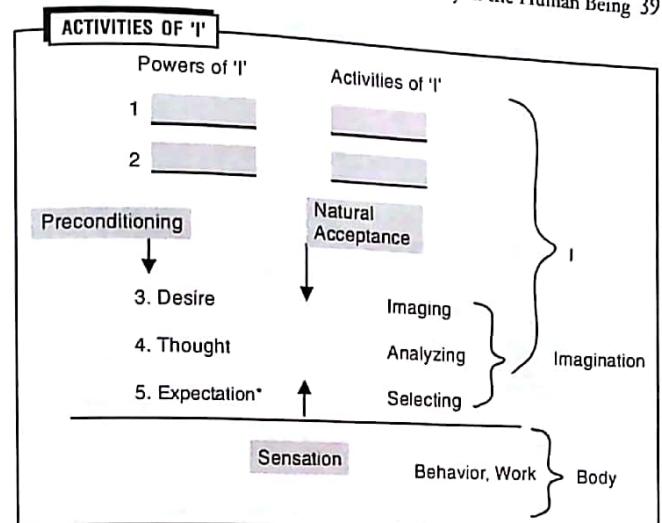 the Human Being 39
ACTIVITIES OF 'I'
Powers of 'I' Activities of 'I'
1
2
Preconditioning
Natural
Acceptance
I
3. Desire Imaging
4. Thought Analyzing Imagination
5. Expectation* Selecting
Sensation
Behavior, Work Body